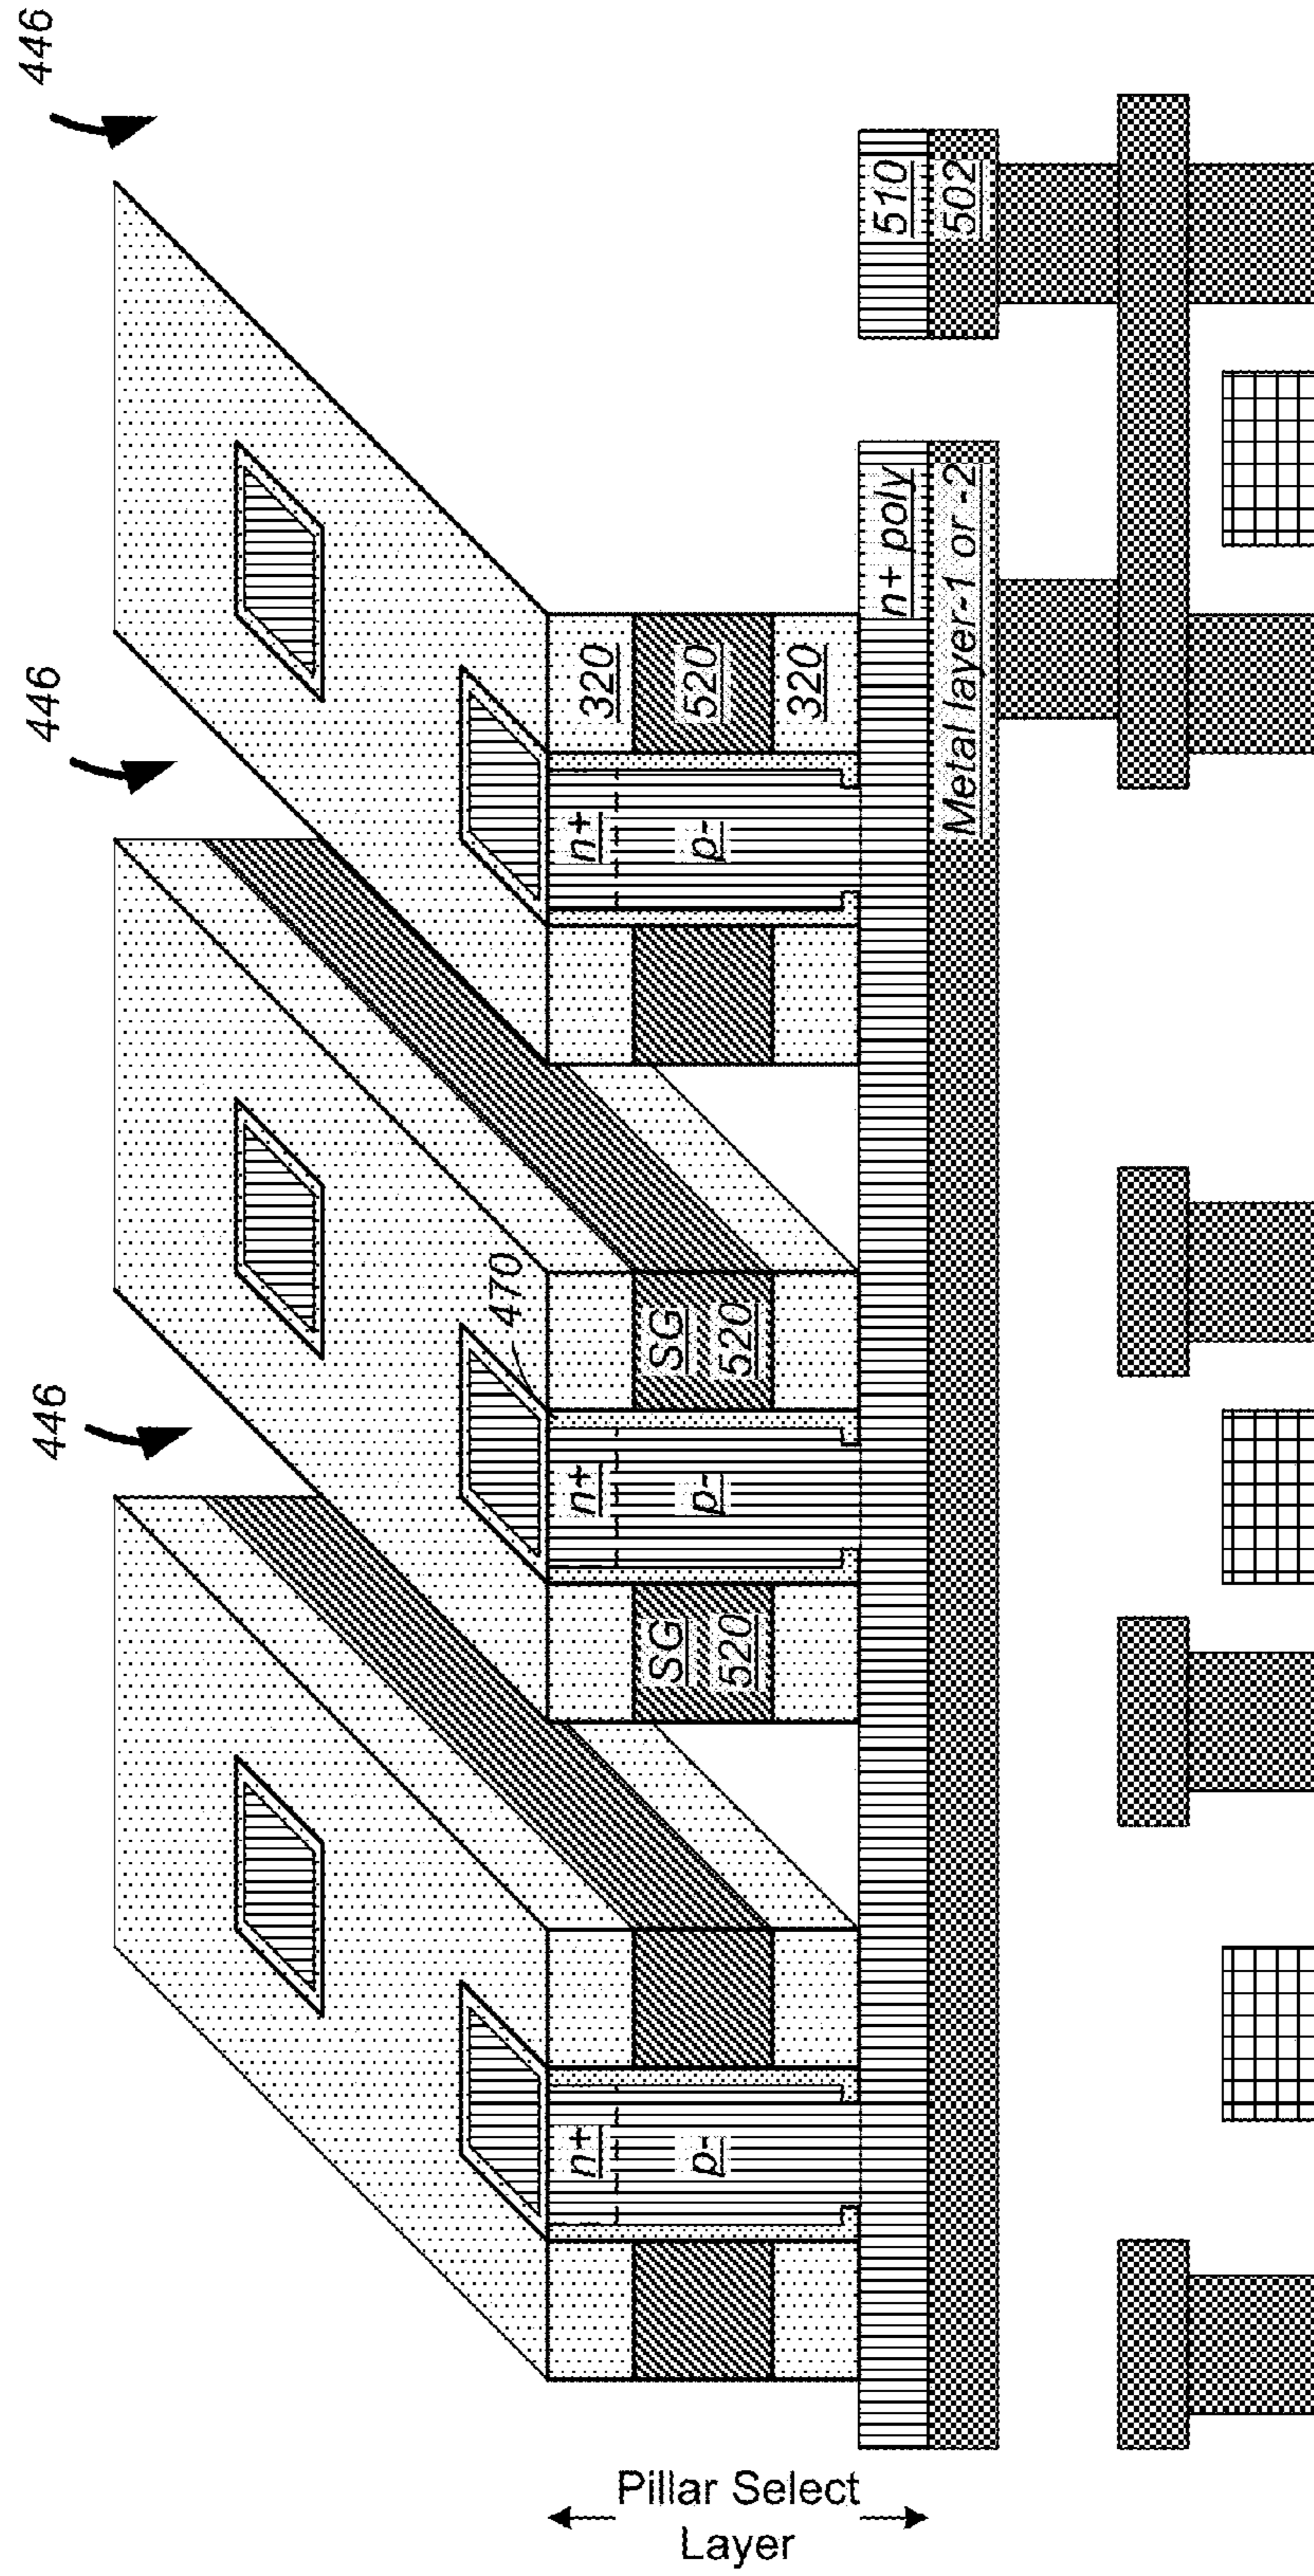 446
446
446
510
502
n+ poly
Metal layer-1 or -2
320
520
320
n+
p-
470
SG
520
n+
p-
SG
520
n+
p-
Pillar Select
Layer